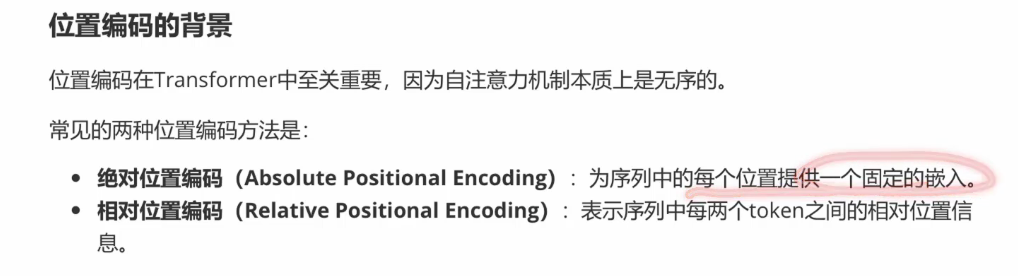 位置编码的背景
位置编码在Transformer中至关重要，因为自注意力机制本质上是无序的。
常见的两种位置编码方法是：
• 绝对位置编码（Absolute Positional Encoding）：为序列中的每个位置提供一个固定的嵌入。
• 相对位置编码（Relative Positional Encoding）：表示序列中每两个token之间的相对位置信
息。